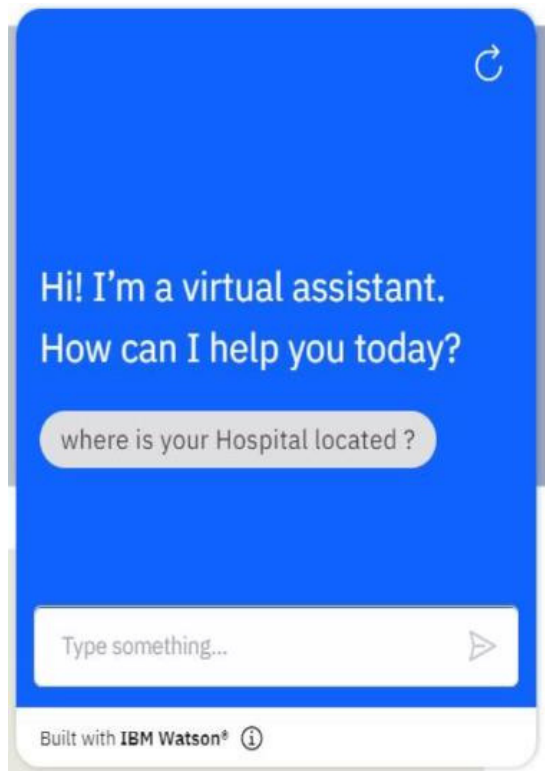 Hi! I'm a virtual assistant.
How can I help you today?
where is your Hospital located ?
Type something...
Built with IBM Watson®